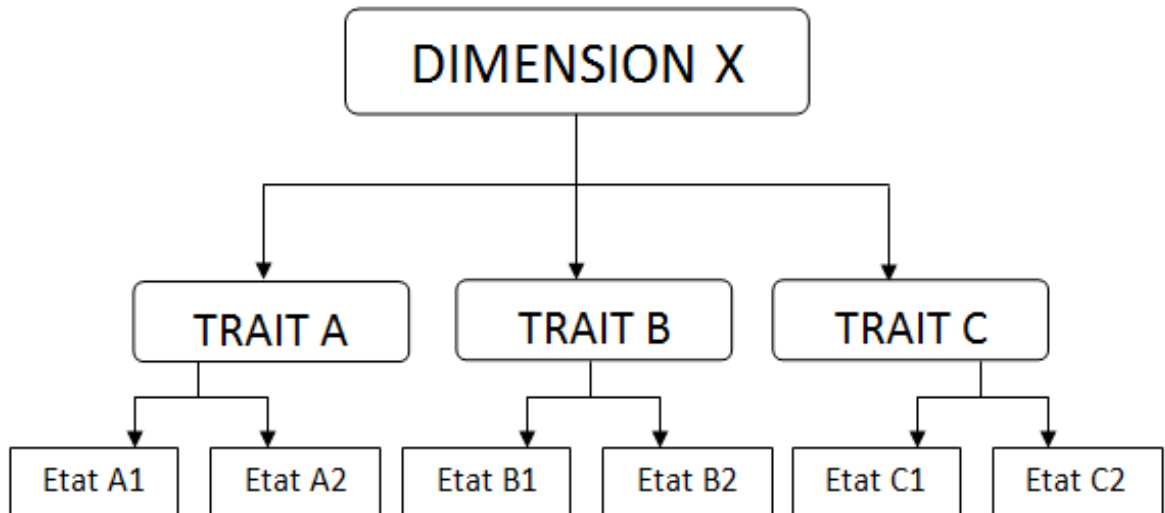 DIMENSION X
TRAIT A
TRAIT B
TRAIT C
Etat A1
Etat A2
Etat B1
Etat B2
Etat C1
Etat C2